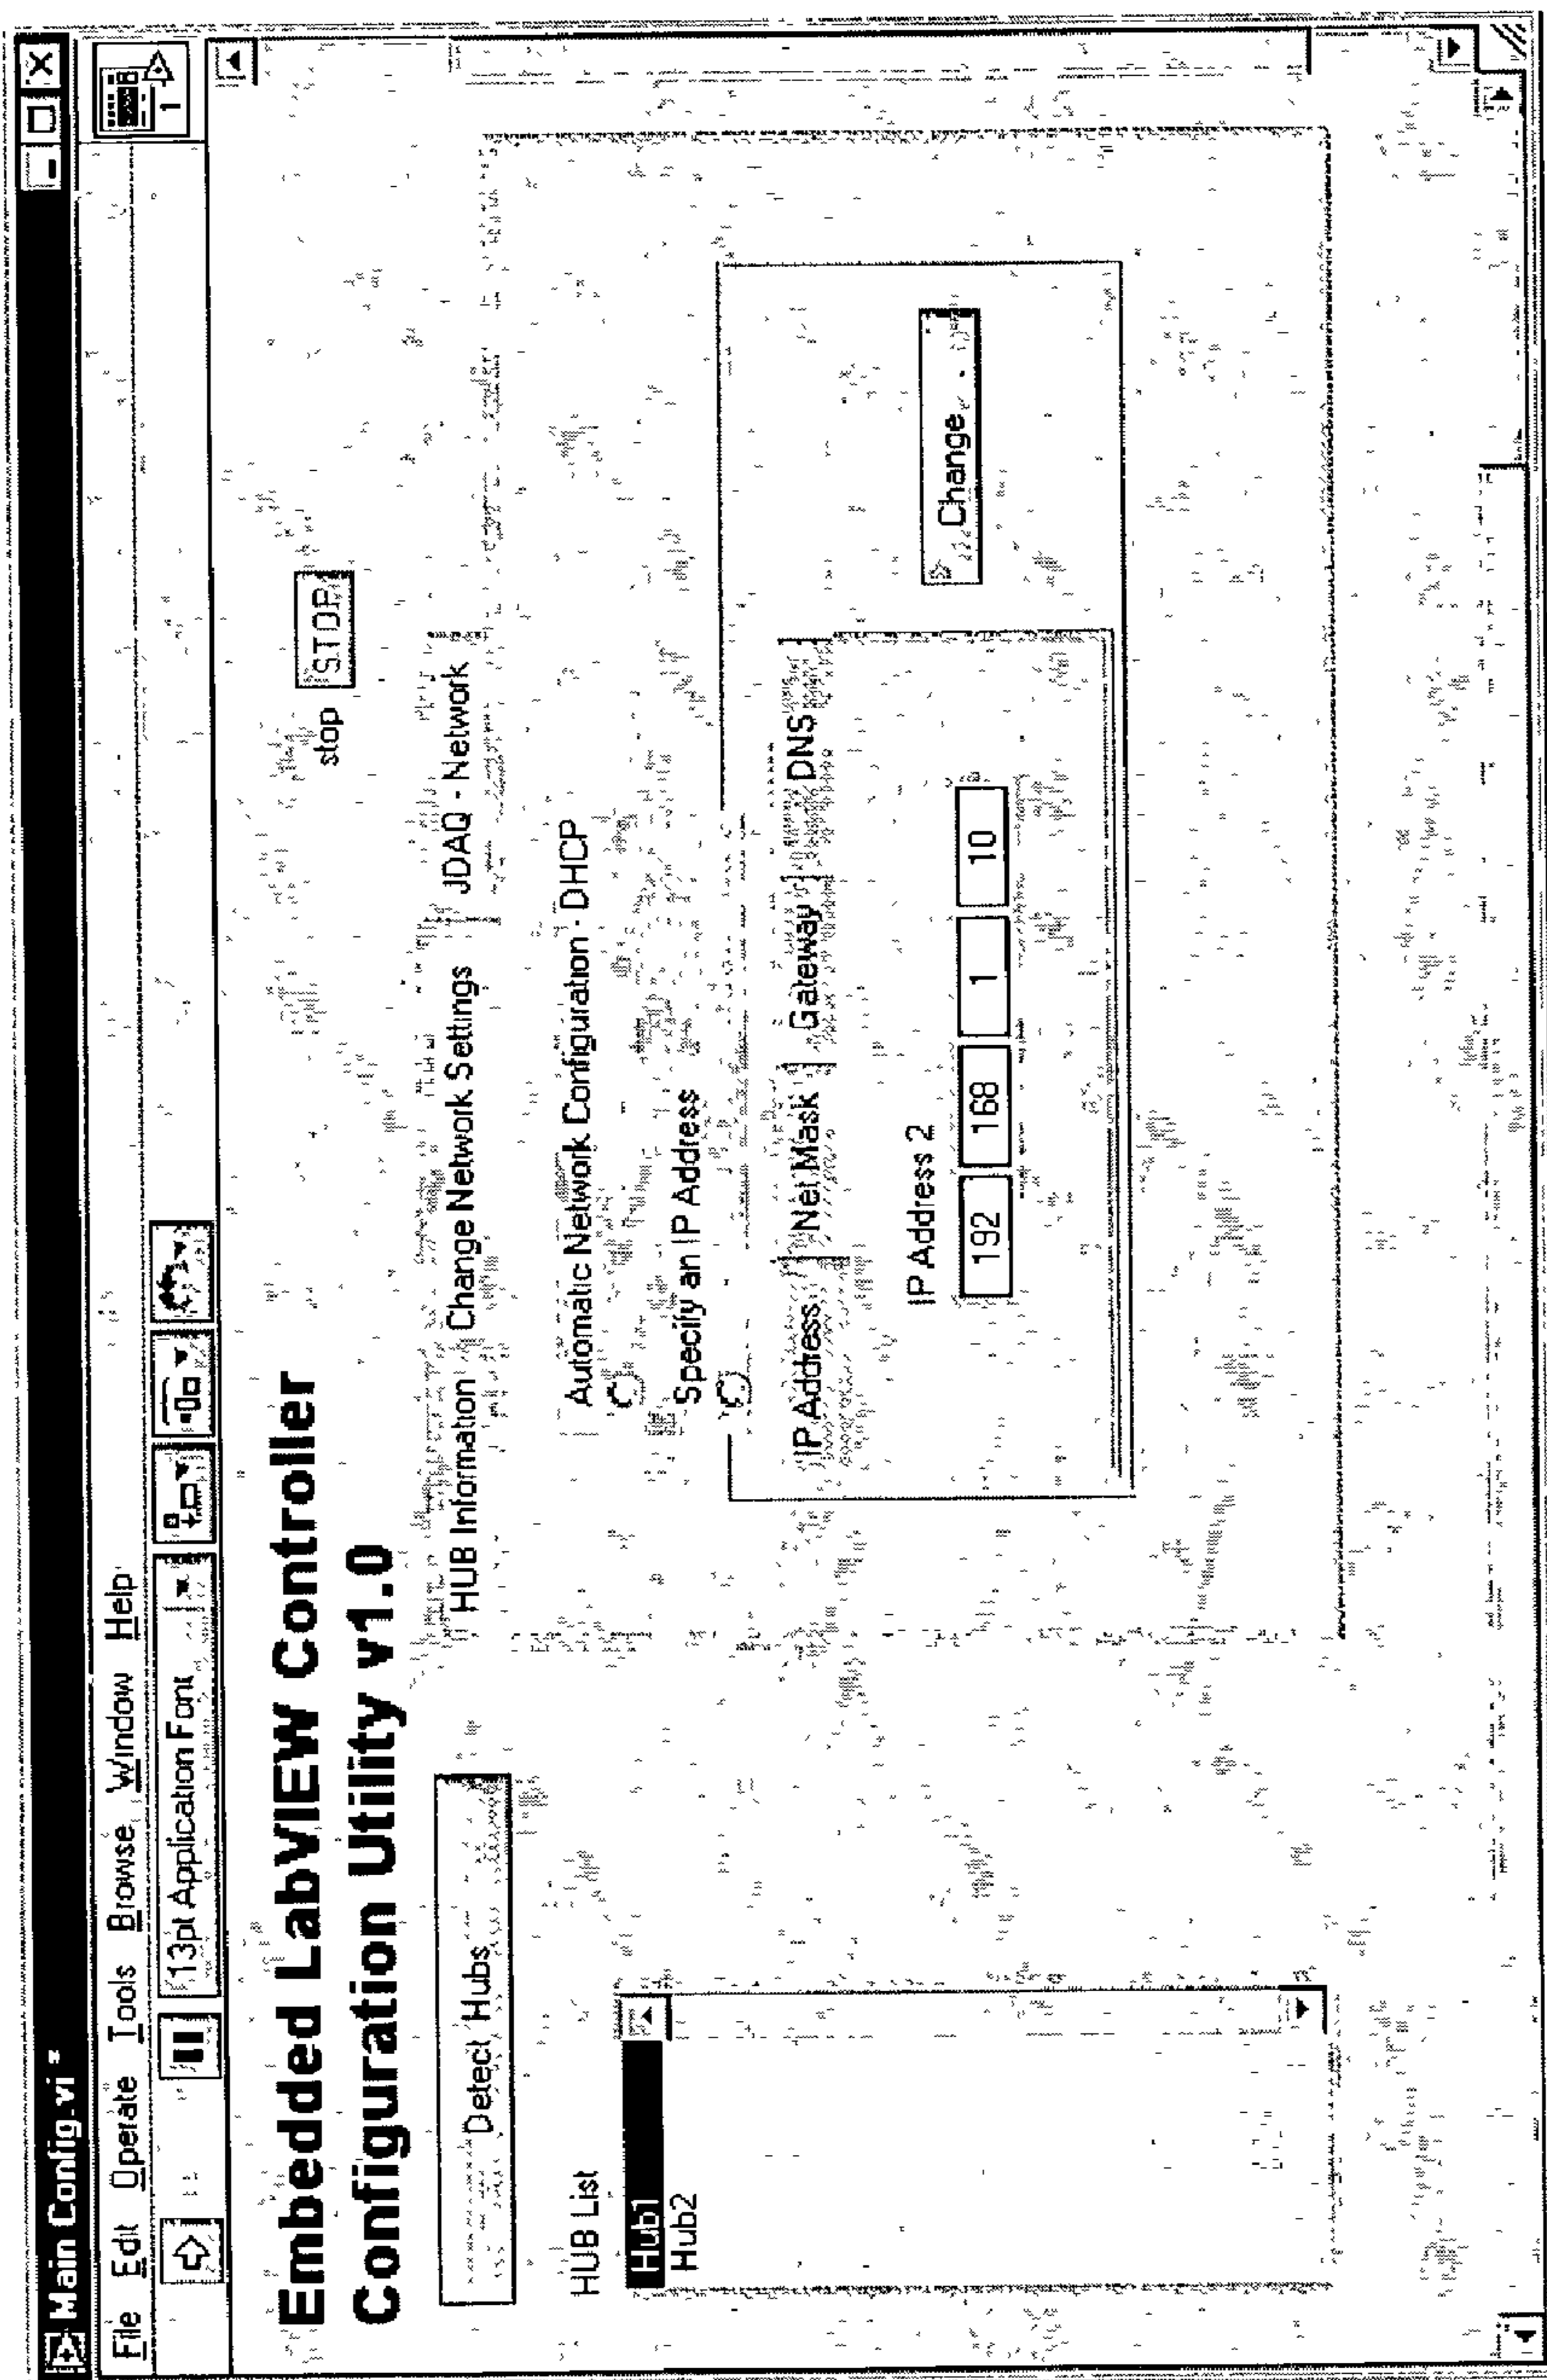 Main Config.vi *
File Edit Operate Tools Browse Window Help
13pt Application Font
1
Embedded LabVIEW Controller
Configuration Utility v1.0
stop STOP
Detect Hubs
HUB Information Change Network Settings JDAQ - Network
HUB List
Hub1
Hub2
Automatic Network Configuration - DHCP
Specify an IP Address
IP Address Net Mask Gateway DNS
IP Address 2
192 168 1 10
Change